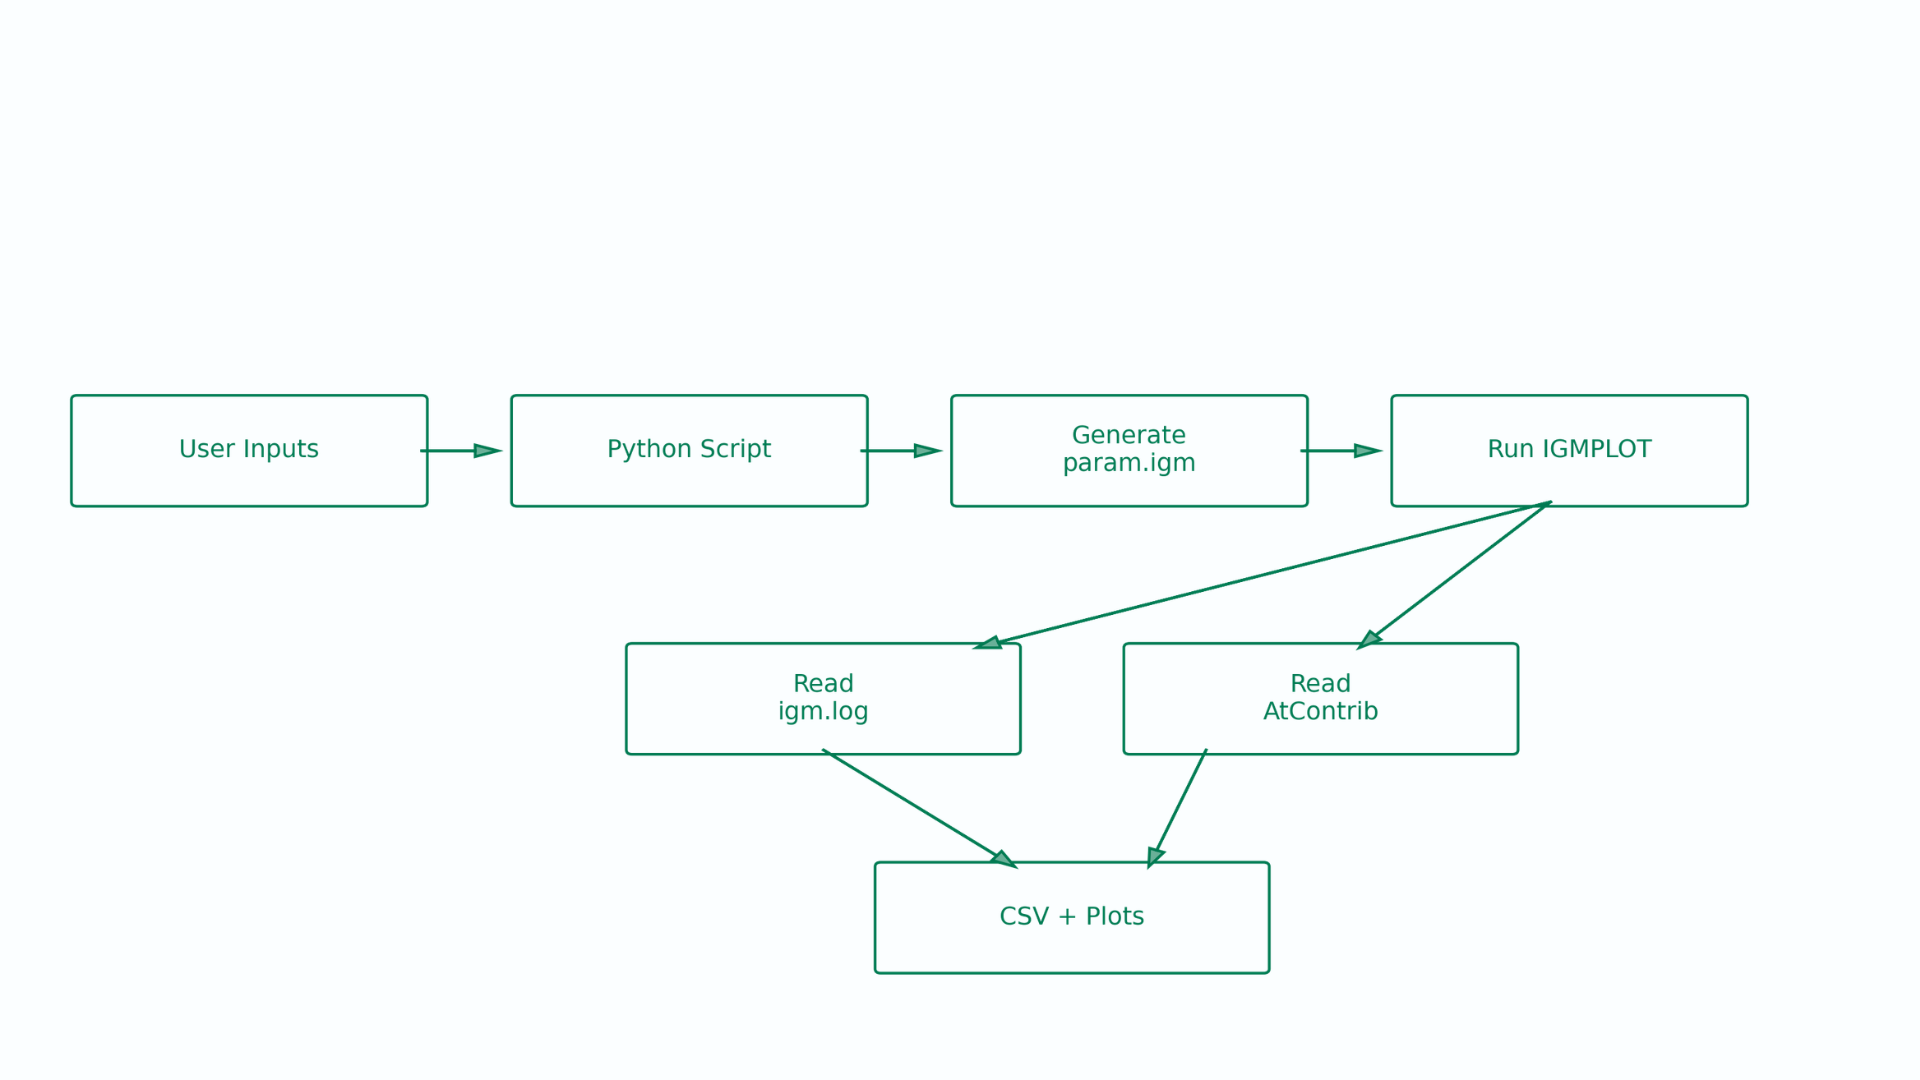 User Inputs
Python Script
Generate
param.igm
Run IGMPLOT
Read
igm.log
Read
AtContrib
CSV + Plots